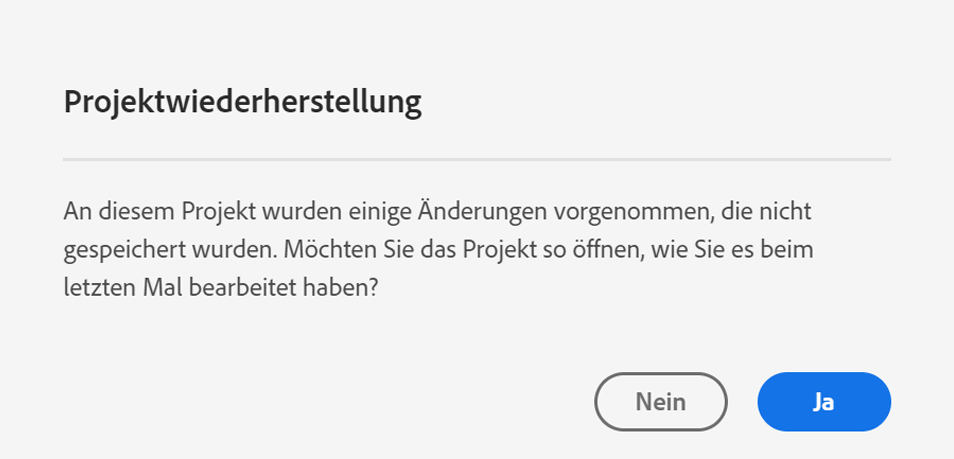 Projektwiederherstellung
An diesem Projekt wurden einige Änderungen vorgenommen, die nicht
gespeichert wurden. Möchten Sie das Projekt so öffnen, wie Sie es beim
letzten Mal bearbeitet haben?
Nein Ja